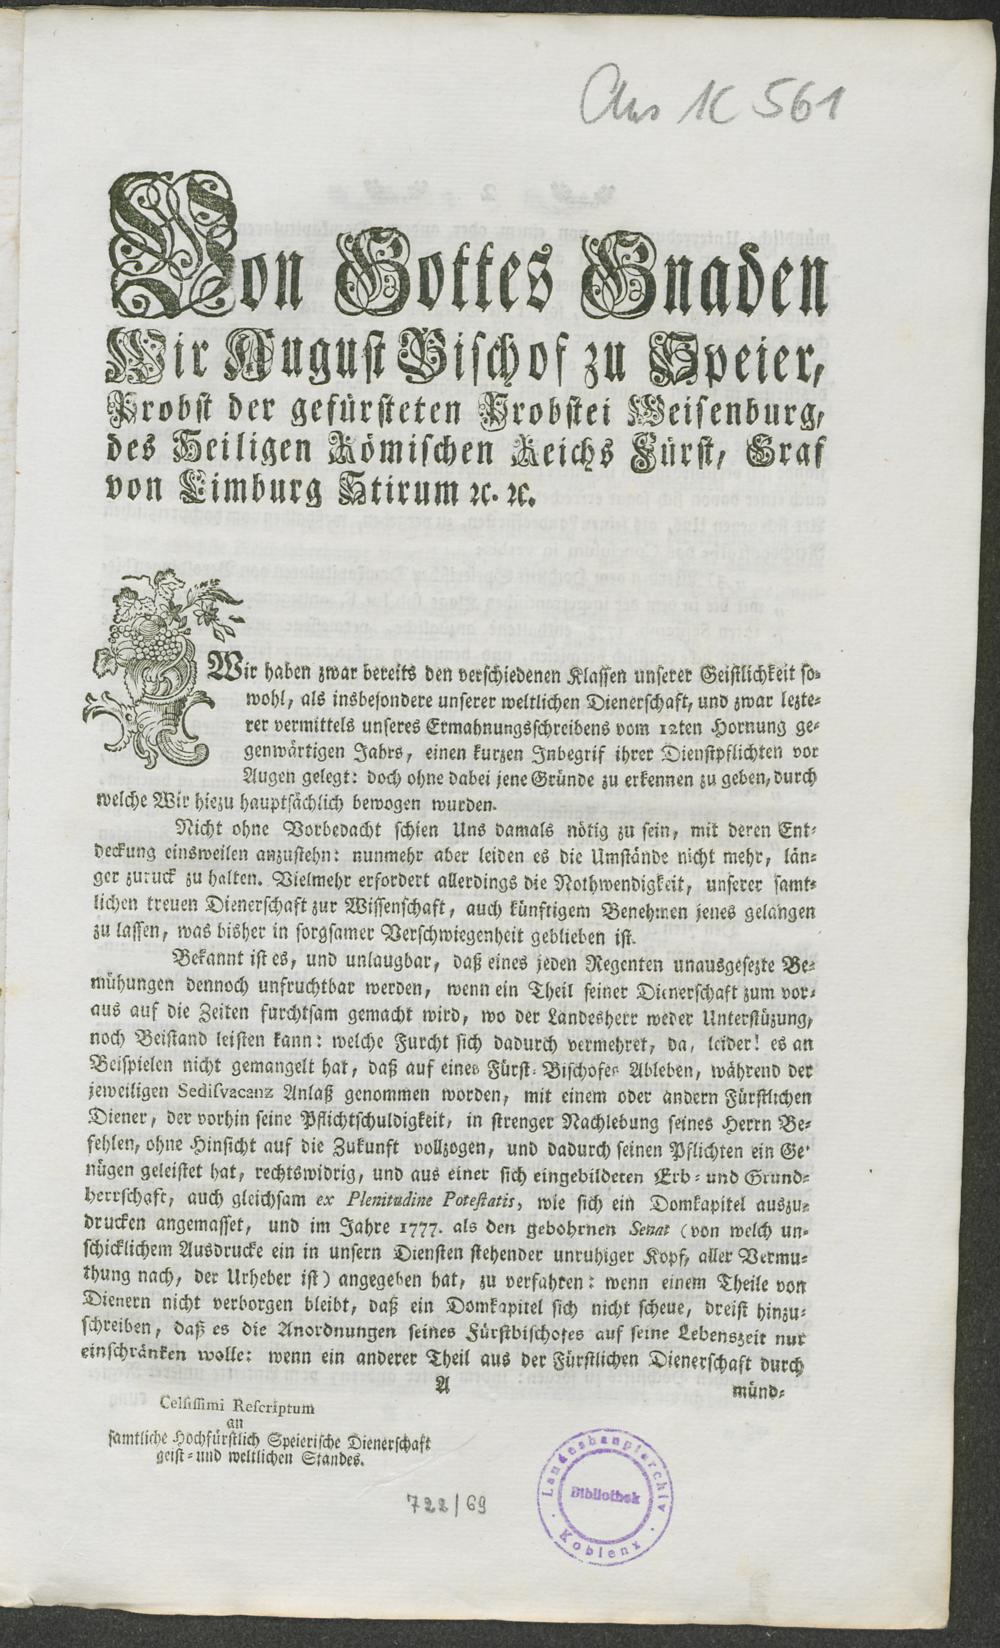 Aus 1C 561
Von Gottes Gnaden
Wir August Bischof zu Speier,
Probst der gefürsteten Probstei Weisenburg,
des Heiligen Römischen Reichs Fürst, Graf
von Limburg Stirum ꝛc. ꝛc.
Wir haben zwar bereits den verschiedenen Klassen unserer Geistlichkeit so-
wohl, als insbesondere unserer weltlichen Dienerschaft, und zwar lezte-
rer vermittels unseres Ermahnungsschreibens vom 12ten Hornung ge-
genwärtigen Jahrs, einen kurzen Inbegrif ihrer Dienstpflichten vor
Augen gelegt: doch ohne dabei jene Gründe zu erkennen zu geben, durch
welche Wir hiezu hauptsächlich bewogen wurden.
Nicht ohne Vorbedacht schien Uns damals nötig zu sein, mit deren Ent-
deckung einsweilen anzustehn: nunmehr aber leiden es die Umstände nicht mehr, län-
ger zuruck zu halten. Vielmehr erfordert allerdings die Nothwendigkeit, unserer samt-
lichen treuen Dienerschaft zur Wissenschaft, auch künftigem Benehmen jenes gelangen
zu lassen, was bisher in sorgsamer Verschwiegenheit geblieben ist.
Bekannt ist es, und unlaugbar, daß eines jeden Regenten unausgesezte Be-
mühungen dennoch unfruchtbar werden, wenn ein Theil seiner Dienerschaft zum vor-
aus auf die Zeiten furchtsam gemacht wird, wo der Landesherr weder Unterstüzung,
noch Beistand leisten kann: welche Furcht sich dadurch vermehret, da, leider! es an
Beispielen nicht gemangelt hat, daß auf eines Fürst-Bischofes Ableben, während der
jeweiligen Sedisvacanz Anlaß genommen worden, mit einem oder andern Fürstlichen
Diener, der vorhin seine Pflichtschuldigkeit, in strenger Nachlebung seines Herrn Be-
fehlen, ohne Hinsicht auf die Zukunft vollzogen, und dadurch seinen Pflichten ein Ge-
nügen geleistet hat, rechtswidrig, und aus einer sich eingebildeten Erb- und Grund-
herrschaft, auch gleichsam ex Plenitudine Potestatis, wie sich ein Domkapitel auszu-
drucken angemasset, und im Jahre 1777. als den gebohrnen Senat (von welch un-
schicklichem Ausdrucke ein in unsern Diensten stehender unruhiger Kopf, aller Vermu-
thung nach, der Urheber ist) angegeben hat, zu verfahren: wenn einem Theile von
Dienern nicht verborgen bleibt, daß ein Domkapitel sich nicht scheue, dreist hinzu-
schreiben, daß es die Anordnungen seines Fürstbischofes auf seine Lebenszeit nur
einschränken wolle: wenn ein anderer Theil aus der Fürstlichen Dienerschaft durch
A
münd-
Celsissimi Rescriptum
an
samtliche Hochfürstlich Speierische Dienerschaft
geist- und weltlichen Standes.
722/69
Landeshauptarchiv
Bibliothek
Koblenz